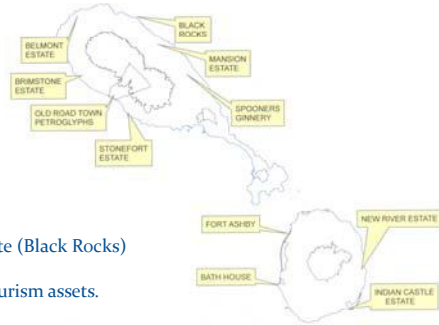 BLACK
ROCKS
BELMONT
ESTATE
MANSION
ESTATE
BRIMSTONE
ESTATE
OLD ROAD TOWN
PETROGLYPHS
SPOONERS
GINNERY
STONEFORT
ESTATE
FORT ASHBY
NEW RIVER ESTATE
te (Black Rocks)
BATH HOUSE
urism assets.
INDIAN CASTLE
ESTATE